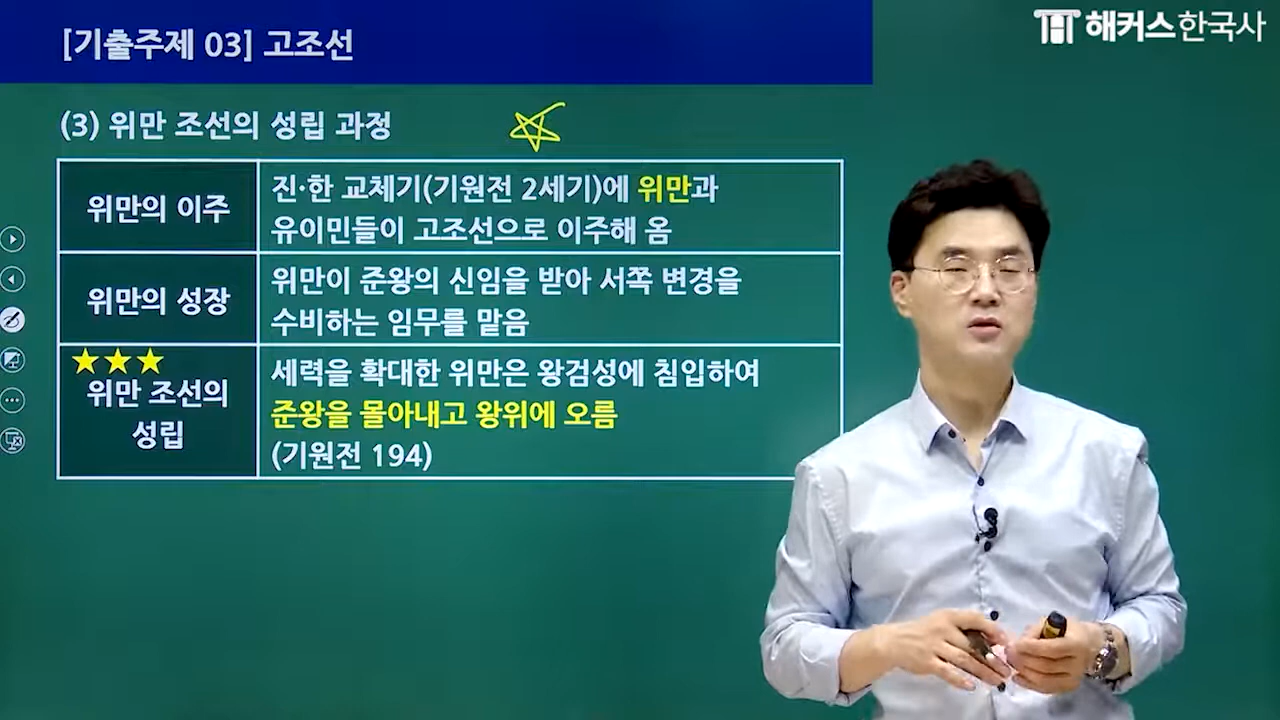 [기출주제 03] 고조선
해커스한국사
(3) 위만 조선의 성립 과정
위만의 이주
진·한 교체기(기원전 2세기)에 위만과
유이민들이 고조선으로 이주해 옴
위만의 성장
위만이 준왕의 신임을 받아 서쪽 변경을
수비하는 임무를 맡음
★★★
위만 조선의
성립
세력을 확대한 위만은 왕검성에 침입하여
준왕을 몰아내고 왕위에 오름
(기원전 194)